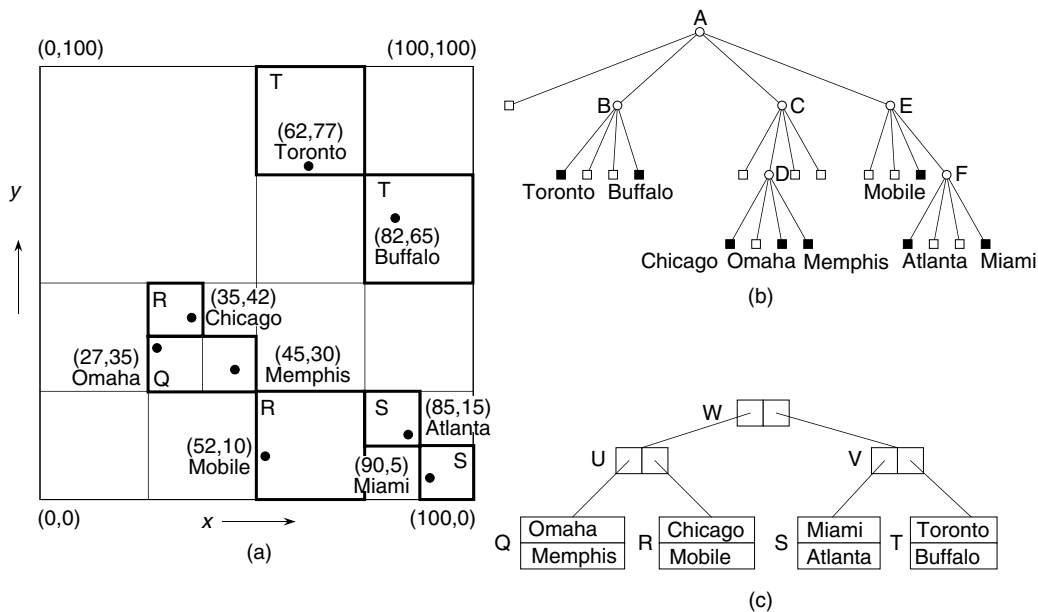 (0,100)
(100,100)
T
(62,77)
Toronto
T
(82,65)
Buffalo
y
R
(35,42)
Chicago
(27,35)
Omaha
Q
(45,30)
Memphis
R
S
(85,15)
Atlanta
(52,10)
Mobile
(90,5)
Miami
S
(0,0)
x
(100,0)
(a)
A
B
C
E
Toronto
Buffalo
D
Mobile
F
Chicago
Omaha
Memphis
Atlanta
Miami
(b)
W
U
V
Q
Omaha
Memphis
R
Chicago
Mobile
S
Miami
Atlanta
T
Toronto
Buffalo
(c)